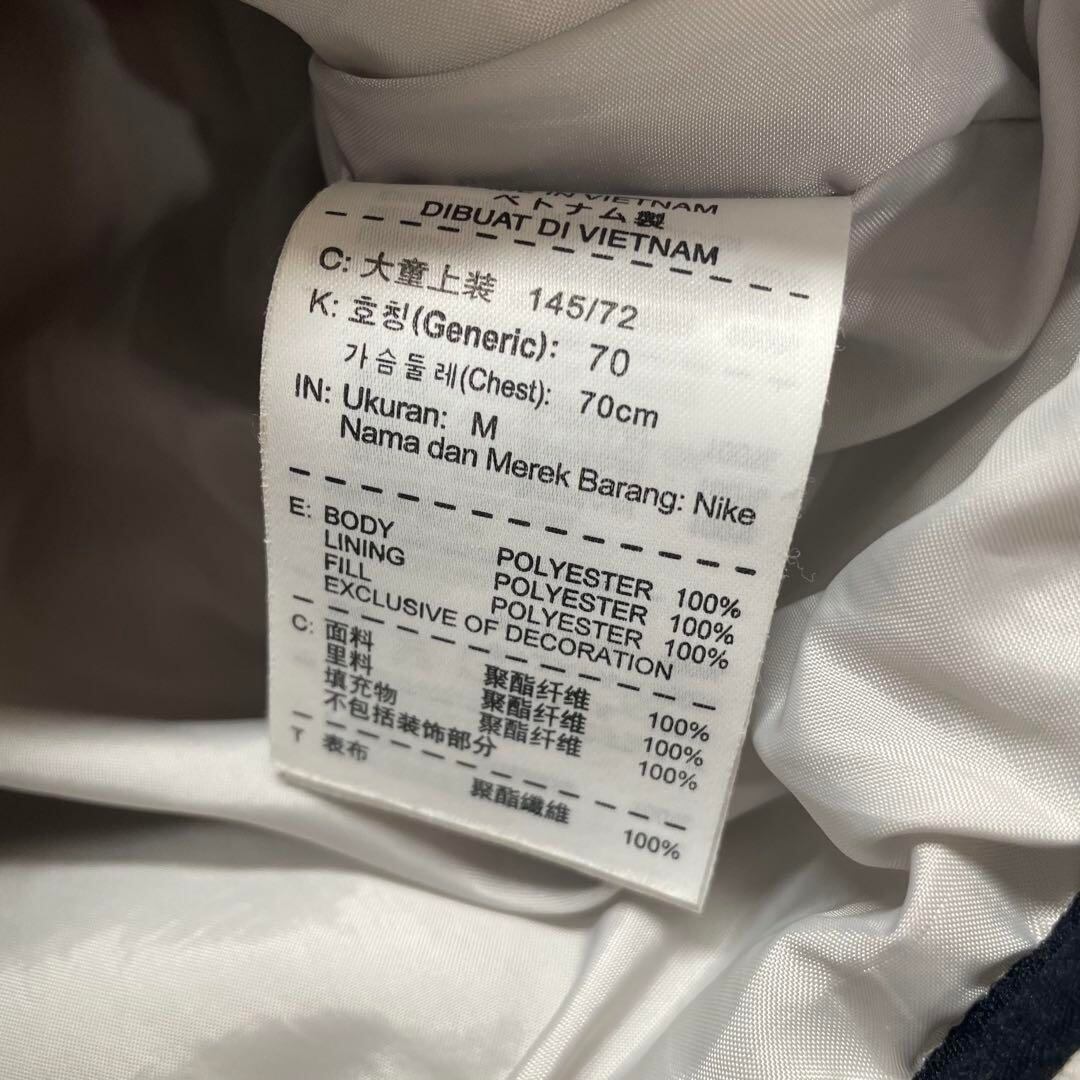 IN VIETNAM
ベトナム製
DIBUAT DI VIETNAM
C: 大童上装 145/72
K: 호칭(Generic): 70
가슴둘레(Chest): 70cm
IN: Ukuran: M
Nama dan Merek Barang: Nike
E: BODY POLYESTER 100%
LINING POLYESTER 100%
FILL POLYESTER 100%
EXCLUSIVE OF DECORATION
C: 面料 聚酯纤维 100%
里料 聚酯纤维 100%
填充物 聚酯纤维 100%
不包括装饰部分
T 表布 聚酯纖維 100%